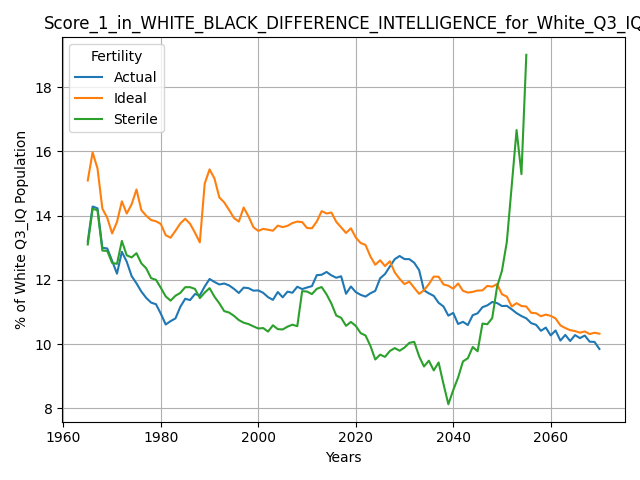 Score_1_in_WHITE_BLACK_DIFFERENCE_INTELLIGENCE_for_White_Q3_IQ
Fertility
Actual
Ideal
Sterile
% of White Q3_IQ Population
18
16
14
12
10
8
1960
1980
2000
2020
2040
2060
Years